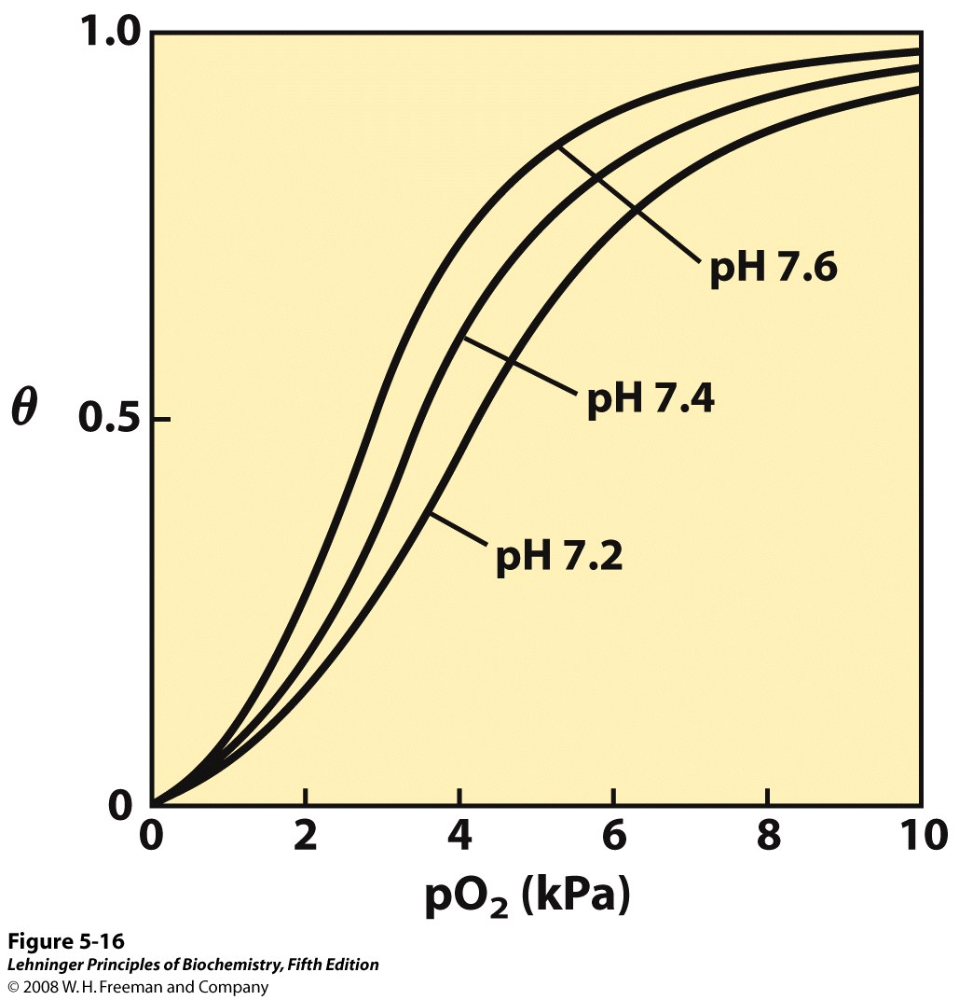 1.0
pH 7.6
pH 7.4
θ 0.5
pH 7.2
0
0 2 4 6 8 10
pO₂ (kPa)
Figure 5-16
Lehninger Principles of Biochemistry, Fifth Edition
© 2008 W. H. Freeman and Company